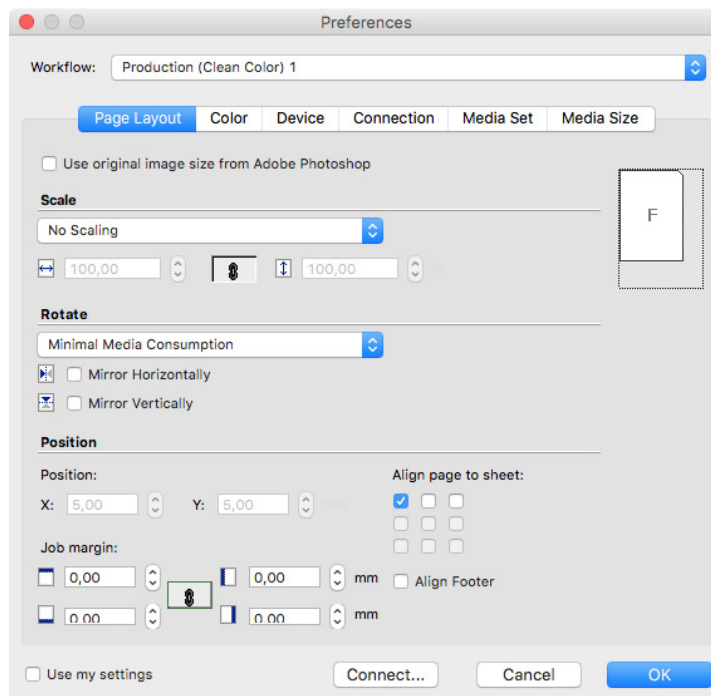 Preferences
Workflow: Production (Clean Color) 1
Page Layout Color Device Connection Media Set Media Size
Use original image size from Adobe Photoshop
Scale
F
No Scaling
100,00 100,00 %
Rotate
Minimal Media Consumption
Mirror Horizontally
Mirror Vertically
Position
Position: Align page to sheet:
X: 5,00 Y: 5,00 mm
Job margin:
0,00 0,00 mm Align Footer
0,00 0,00 mm
Use my settings Connect... Cancel OK